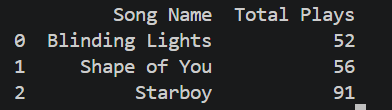 Song Name Total Plays
0 Blinding Lights 52
1 Shape of You 56
2 Starboy 91